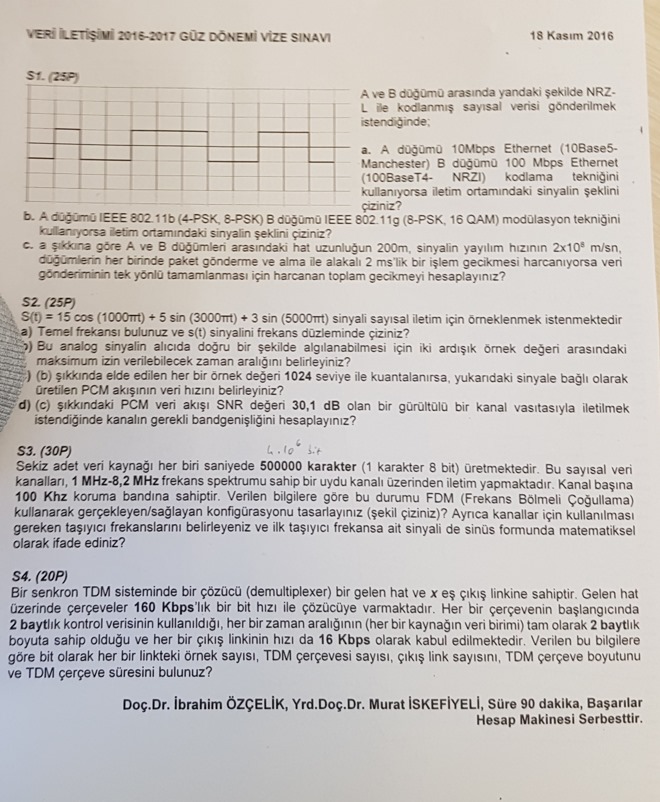 VERİ İLETİŞİMİ 2016-2017 GÜZ DÖNEMİ VİZE SINAVI 18 Kasım 2016
S1. (25P)
A ve B düğümü arasında yandaki şekilde NRZ-
L ile kodlanmış sayısal verisi gönderilmek
istendiğinde;
a. A düğümü 10Mbps Ethernet (10Base5-
Manchester) B düğümü 100 Mbps Ethernet
(100BaseT4- NRZI) kodlama tekniğini
kullanıyorsa iletim ortamındaki sinyalin şeklini
çiziniz?
b. A düğümü IEEE 802.11b (4-PSK, 8-PSK) B düğümü IEEE 802.11g (8-PSK, 16 QAM) modülasyon tekniğini
kullanıyorsa iletim ortamındaki sinyalin şeklini çiziniz?
c. a şıkkına göre A ve B düğümleri arasındaki hat uzunluğun 200m, sinyalin yayılım hızının 2x10⁸ m/sn,
düğümlerin her birinde paket gönderme ve alma ile alakalı 2 ms'lik bir işlem gecikmesi harcanıyorsa veri
gönderiminin tek yönlü tamamlanması için harcanan toplam gecikmeyi hesaplayınız?
S2. (25P)
S(t) = 15 cos (1000πt) + 5 sin (3000πt) + 3 sin (5000πt) sinyali sayısal iletim için örneklenmek istenmektedir
a) Temel frekansı bulunuz ve s(t) sinyalini frekans düzleminde çiziniz?
) Bu analog sinyalin alıcıda doğru bir şekilde algılanabilmesi için iki ardışık örnek değeri arasındaki
maksimum izin verilebilecek zaman aralığını belirleyiniz?
) (b) şıkkında elde edilen her bir örnek değeri 1024 seviye ile kuantalanırsa, yukarıdaki sinyale bağlı olarak
üretilen PCM akışının veri hızını belirleyiniz?
d) (c) şıkkındaki PCM veri akışı SNR değeri 30,1 dB olan bir gürültülü bir kanal vasıtasıyla iletilmek
istendiğinde kanalın gerekli bandgenişliğini hesaplayınız?
S3. (30P) 4.10⁶ bit
Sekiz adet veri kaynağı her biri saniyede 500000 karakter (1 karakter 8 bit) üretmektedir. Bu sayısal veri
kanalları, 1 MHz-8,2 MHz frekans spektrumu sahip bir uydu kanalı üzerinden iletim yapmaktadır. Kanal başına
100 Khz koruma bandına sahiptir. Verilen bilgilere göre bu durumu FDM (Frekans Bölmeli Çoğullama)
kullanarak gerçekleyen/sağlayan konfigürasyonu tasarlayınız (şekil çiziniz)? Ayrıca kanallar için kullanılması
gereken taşıyıcı frekanslarını belirleyeniz ve ilk taşıyıcı frekansa ait sinyali de sinüs formunda matematiksel
olarak ifade ediniz?
S4. (20P)
Bir senkron TDM sisteminde bir çözücü (demultiplexer) bir gelen hat ve x eş çıkış linkine sahiptir. Gelen hat
üzerinde çerçeveler 160 Kbps'lık bir bit hızı ile çözücüye varmaktadır. Her bir çerçevenin başlangıcında
2 baytlık kontrol verisinin kullanıldığı, her bir zaman aralığının (her bir kaynağın veri birimi) tam olarak 2 baytlık
boyuta sahip olduğu ve her bir çıkış linkinin hızı da 16 Kbps olarak kabul edilmektedir. Verilen bu bilgilere
göre bit olarak her bir linkteki örnek sayısı, TDM çerçevesi sayısı, çıkış link sayısını, TDM çerçeve boyutunu
ve TDM çerçeve süresini bulunuz?
Doç.Dr. İbrahim ÖZÇELİK, Yrd.Doç.Dr. Murat İSKEFİYELİ, Süre 90 dakika, Başarılar
Hesap Makinesi Serbesttir.